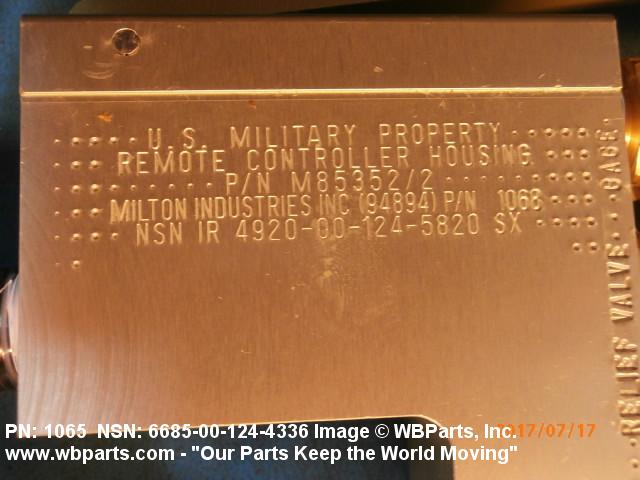 U.S. MILITARY PROPERTY
REMOTE CONTROLLER HOUSING
P/N M85352/2
MILTON INDUSTRIES INC (94894) P/N 1068
NSN IR 4920-00-124-5820 SX
RELIEF VALVE GAGE
PN: 1065 NSN: 6685-00-124-4336 Image © WBParts, Inc.
2017/07/17
www.wbparts.com - "Our Parts Keep the World Moving"